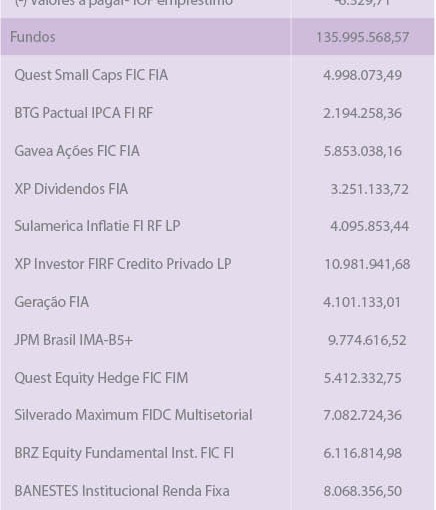 (-) Valores a pagar- IOF empréstimo -6.329,71
Fundos 135.995.568,57
Quest Small Caps FIC FIA 4.998.073,49
BTG Pactual IPCA FI RF 2.194.258,36
Gavea Ações FIC FIA 5.853.038,16
XP Dividendos FIA 3.251.133,72
Sulamerica Inflatie FI RF LP 4.095.853,44
XP Investor FIRF Credito Privado LP 10.981.941,68
Geração FIA 4.101.133,01
JPM Brasil IMA-B5+ 9.774.616,52
Quest Equity Hedge FIC FIM 5.412.332,75
Silverado Maximum FIDC Multisetorial 7.082.724,36
BRZ Equity Fundamental Inst. FIC FI 6.116.814,98
BANESTES Institucional Renda Fixa 8.068.356,50